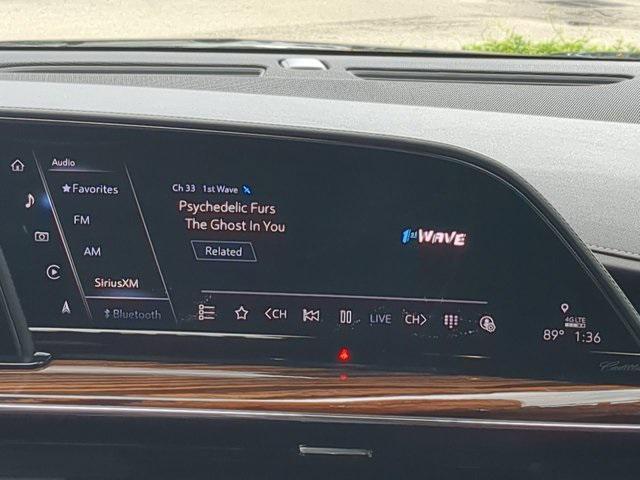 Audio
Favorites
FM
AM
SiriusXM
Bluetooth
Ch 33 1st Wave
Psychedelic Furs
The Ghost In You
Related
1st WAVE
<CH
LIVE
CH>
4G LTE
89° 1:36
Cadillac